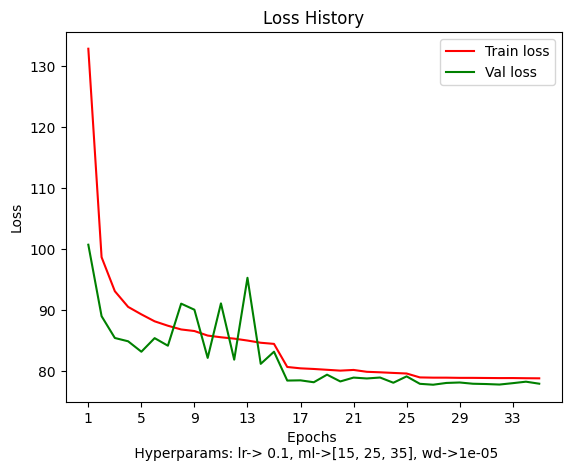 Loss History
Train loss
Val loss
Loss
130
120
110
100
90
80
1 5 9 13 17 21 25 29 33
Epochs
Hyperparams: lr-> 0.1, ml->[15, 25, 35], wd->1e-05